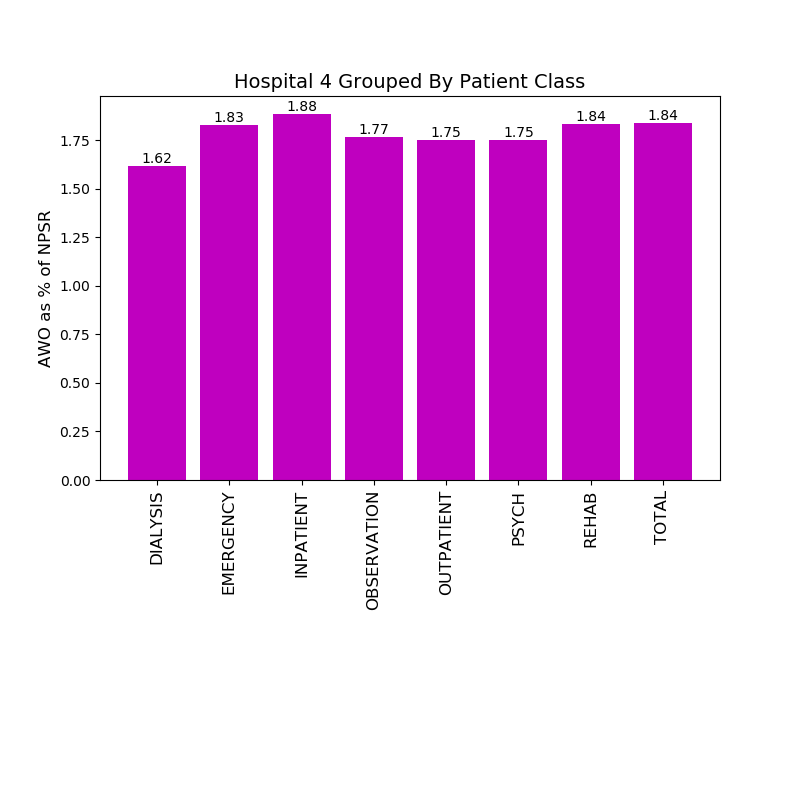 Hospital 4 Grouped By Patient Class
AWO as % of NPSR
1.75
1.50
1.25
1.00
0.75
0.50
0.25
0.00
1.62
1.83
1.88
1.77
1.75
1.75
1.84
1.84
DIALYSIS
EMERGENCY
INPATIENT
OBSERVATION
OUTPATIENT
PSYCH
REHAB
TOTAL